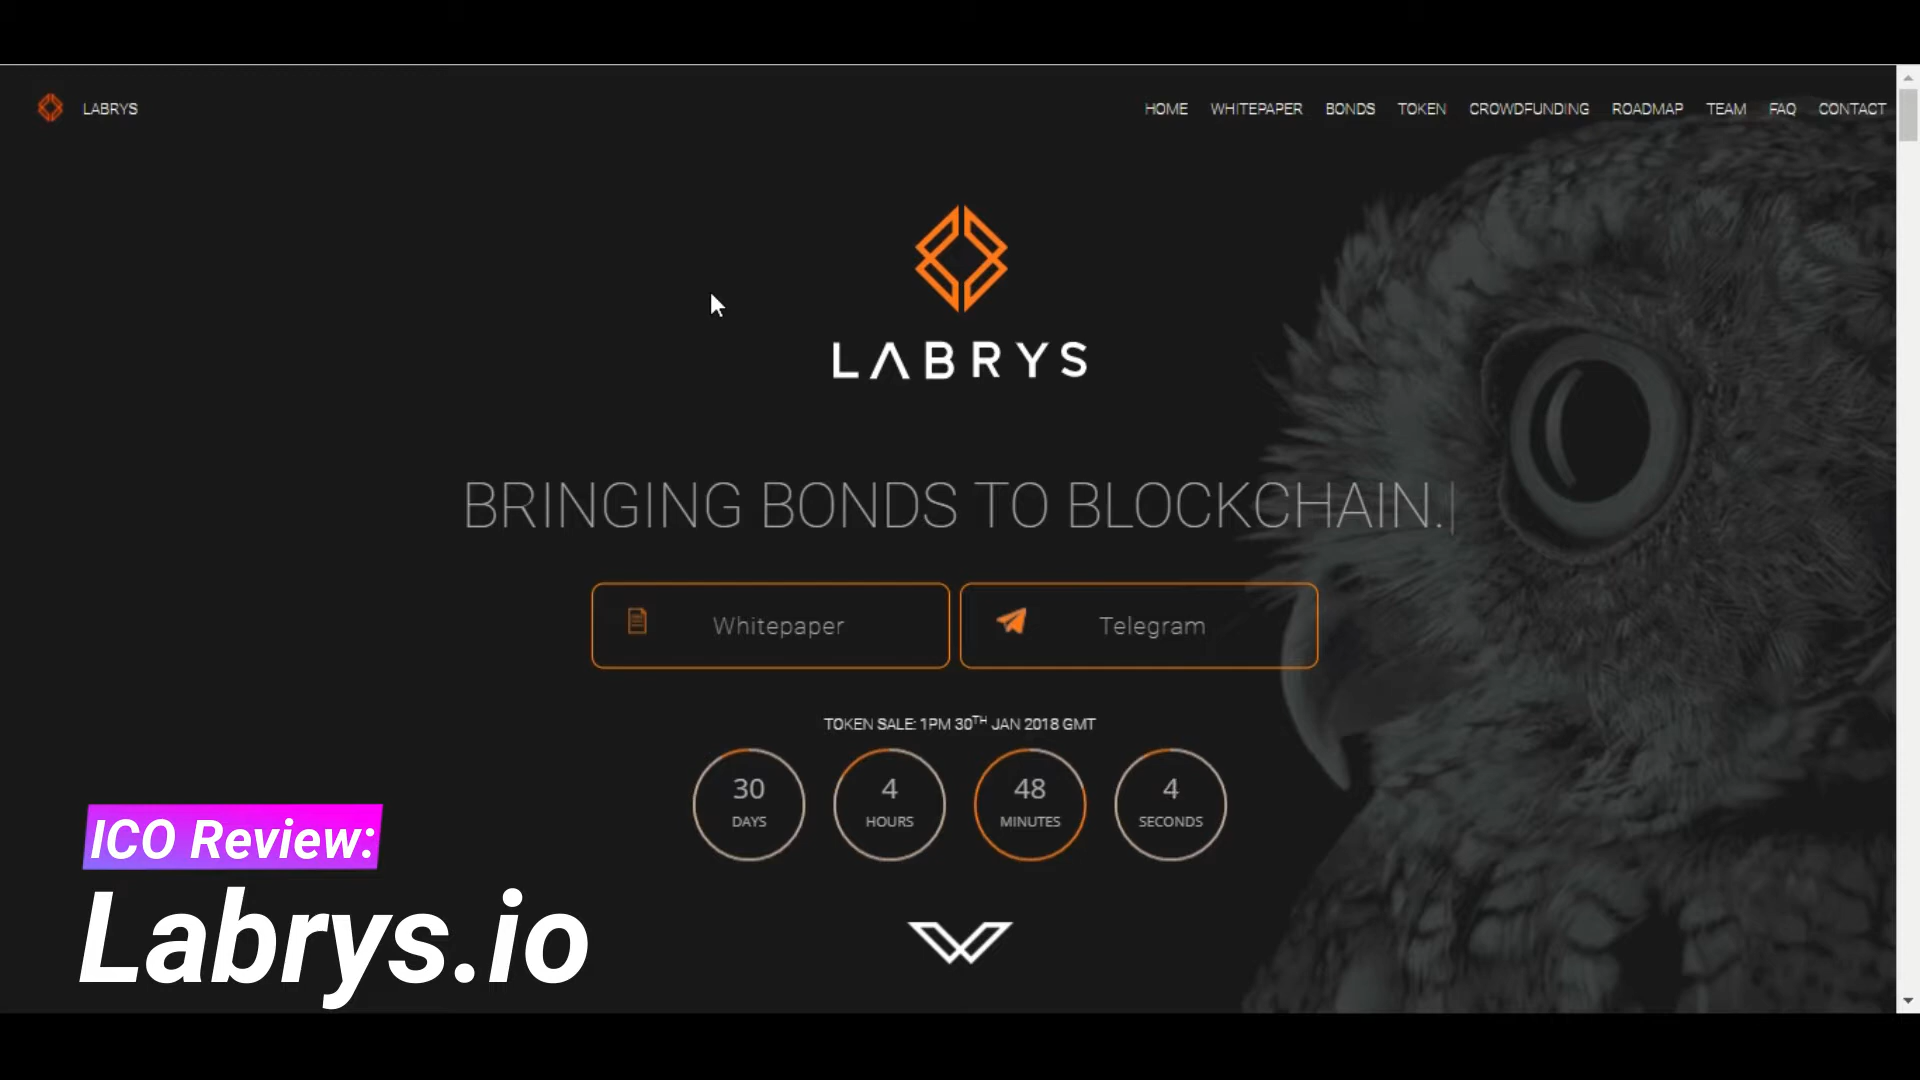 LABRYS
HOME WHITEPAPER BONDS TOKEN CROWDFUNDING ROADMAP TEAM FAQ CONTACT
LABRYS
BRINGING BONDS TO BLOCKCHAIN.
Whitepaper
Telegram
TOKEN SALE: 1PM 30TH JAN 2018 GMT
30 4 48 4
DAYS HOURS MINUTES SECONDS
ICO Review:
Labrys.io